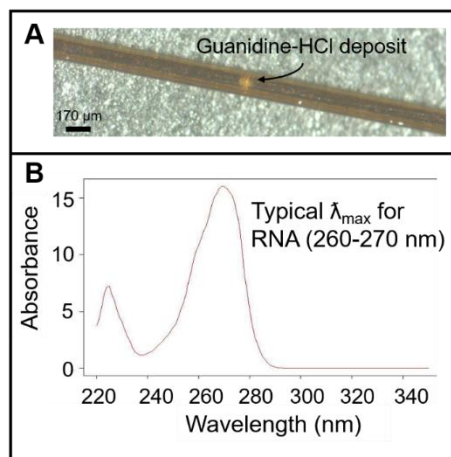 A
Guanidine-HCl deposit
170 µm
B
15
10
5
0
Absorbance
Typical ƛmax for
RNA (260-270 nm)
220 240 260 280 300 320 340
Wavelength (nm)